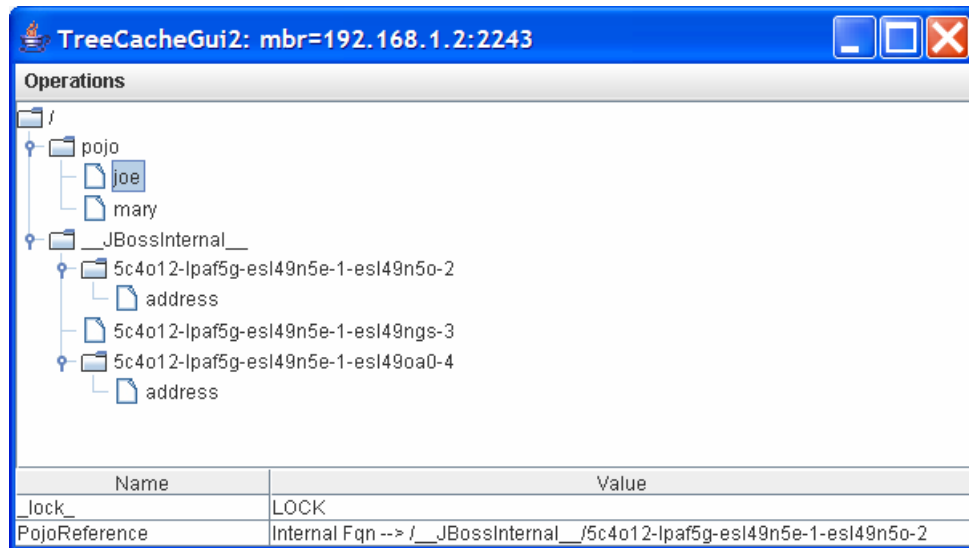 TreeCacheGui2: mbr=192.168.1.2:2243
Operations
/
pojo
joe
mary
__JBossInternal__
5c4o12-lpaf5g-esl49n5e-1-esl49n5o-2
address
5c4o12-lpaf5g-esl49n5e-1-esl49ngs-3
5c4o12-lpaf5g-esl49n5e-1-esl49oa0-4
address
Name Value
_lock_ LOCK
PojoReference Internal Fqn --> /__JBossInternal__/5c4o12-lpaf5g-esl49n5e-1-esl49n5o-2